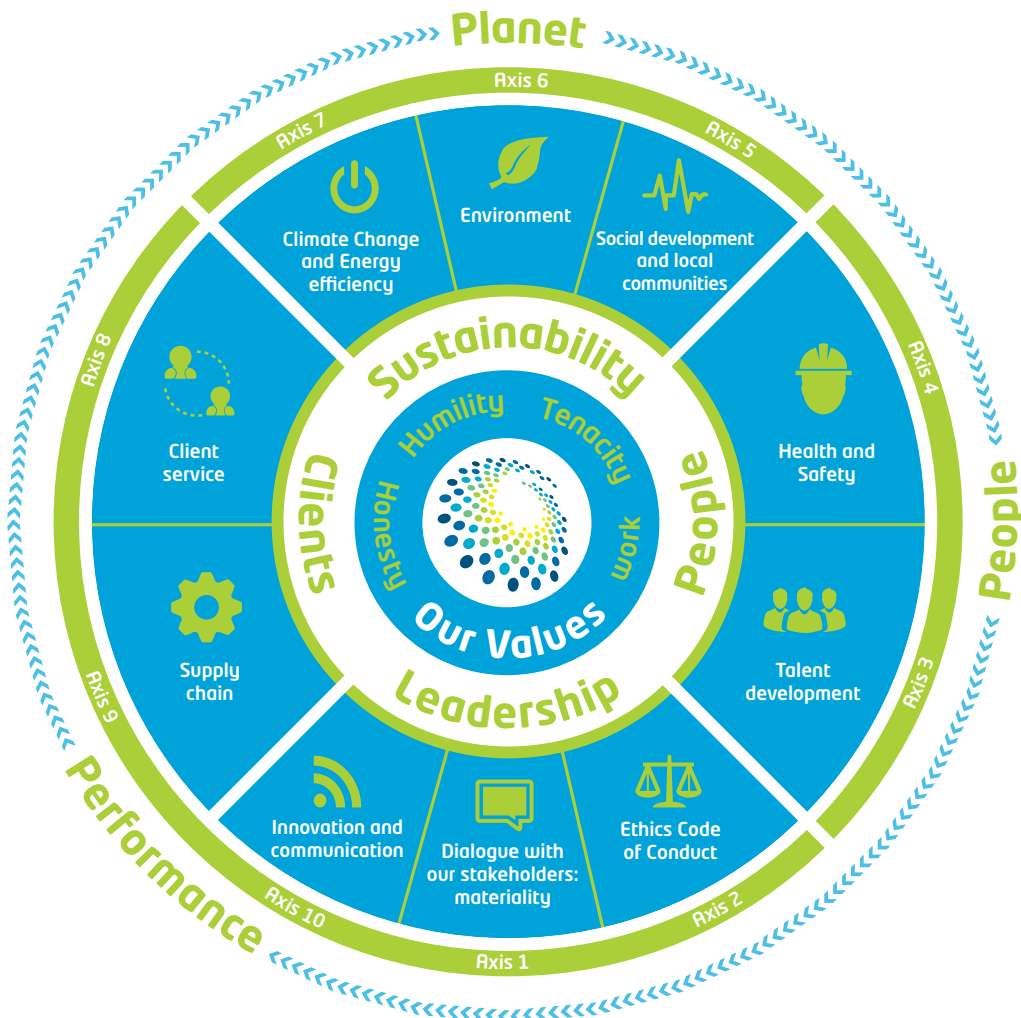 Planet
Axis 6
Axis 7
Axis 5
Environment
Climate Change
and Energy
efficiency
Social development
and local
communities
Axis 8
Axis 4
Sustainability
Humility
Tenacity
Client
service
Health and
Safety
Clients
People
People
Honesty
Work
Our Values
Leadership
Supply
chain
Talent
development
Axis 9
Axis 3
Performance
Innovation and
communication
Dialogue with
our stakeholders:
materiality
Ethics Code
of Conduct
Axis 10
Axis 2
Axis 1